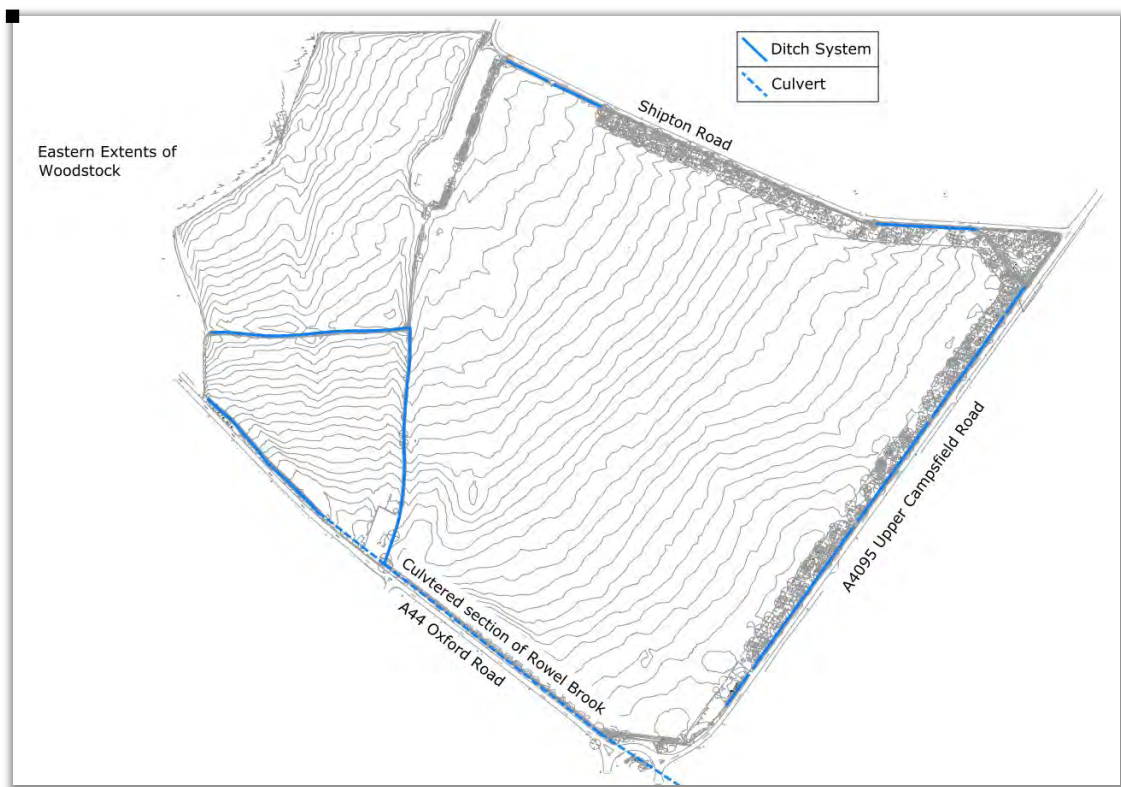 Ditch System
Culvert
Shipton Road
Eastern Extents of
Woodstock
A4095 Upper Campsfield Road
Culvtered section of Rowel Brook
A44 Oxford Road